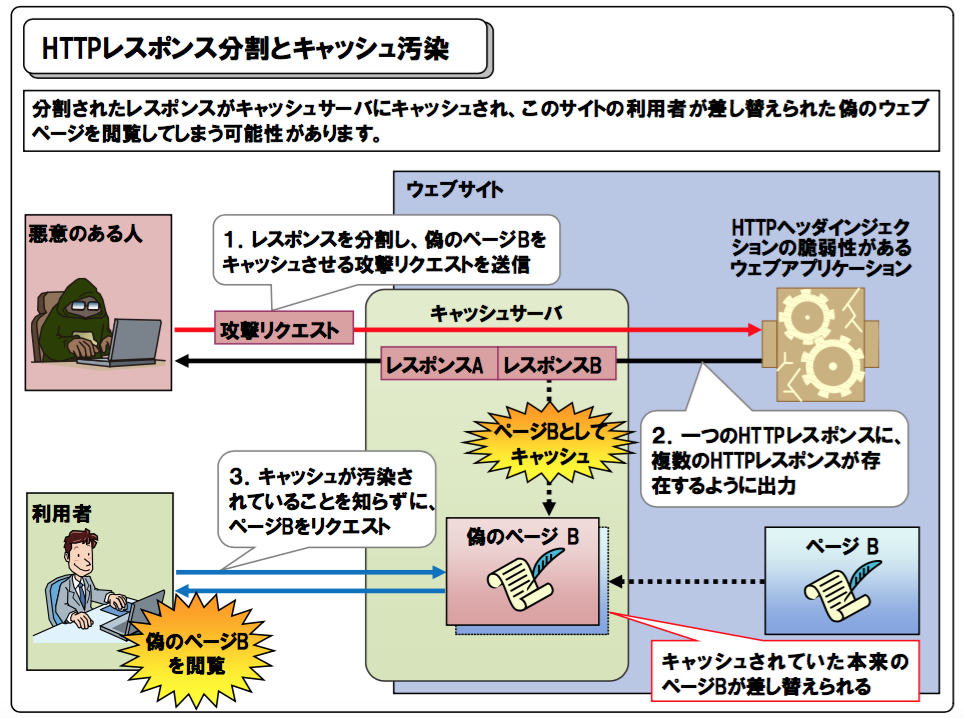 HTTPレスポンス分割とキャッシュ汚染
分割されたレスポンスがキャッシュサーバにキャッシュされ、このサイトの利用者が差し替えられた偽のウェブ
ページを閲覧してしまう可能性があります。
ウェブサイト
悪意のある人
1．レスポンスを分割し、偽のページBを
キャッシュさせる攻撃リクエストを送信
HTTPヘッダインジェク
ションの脆弱性がある
ウェブアプリケーション
キャッシュサーバ
攻撃リクエスト
レスポンスA
レスポンスB
ページBとして
キャッシュ
2．一つのHTTPレスポンスに、
複数のHTTPレスポンスが存
在するように出力
3．キャッシュが汚染さ
れていることを知らずに、
ページBをリクエスト
利用者
偽のページ B
ページ B
偽のページB
を閲覧
キャッシュされていた本来の
ページBが差し替えられる